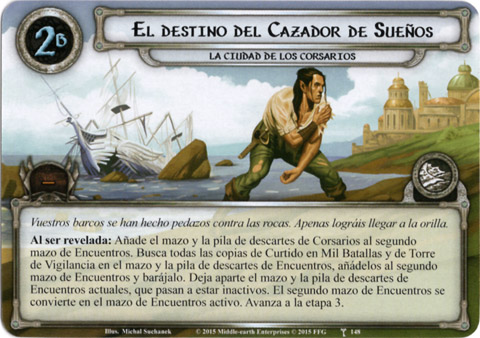 2B
El destino del Cazador de Sueños
La ciudad de los corsarios
Vuestros barcos se han hecho pedazos contra las rocas. Apenas lográis llegar a la orilla.
Al ser revelada: Añade el mazo y la pila de descartes de Corsarios al segundo
mazo de Encuentros. Busca todas las copias de Curtido en Mil Batallas y de Torre
de Vigilancia en el mazo y la pila de descartes de Encuentros, añádelos al segundo
mazo de Encuentros y barájalo. Deja aparte el mazo y la pila de descartes de
Encuentros actuales, que pasan a estar inactivos. El segundo mazo de Encuentros se
convierte en el mazo de Encuentros activo. Avanza a la etapa 3.
Illus. Michal Suchanek © 2015 Middle-earth Enterprises © 2015 FFG 148